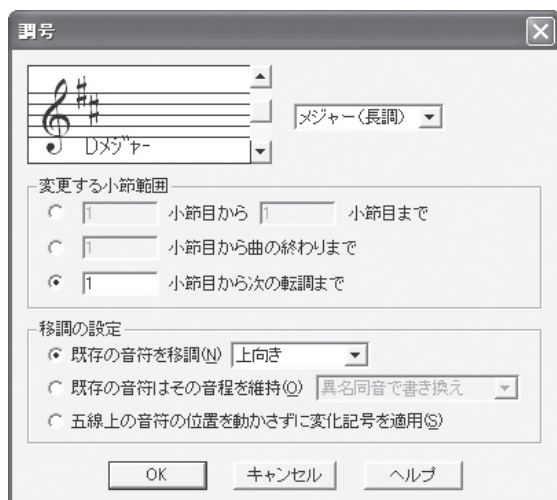 調号
Dメジャー
メジャー(長調)
変更する小節範囲
1 小節目から 1 小節目まで
1 小節目から曲の終わりまで
1 小節目から次の転調まで
移調の設定
既存の音符を移調(N) 上向き
既存の音符はその音程を維持(O) 異名同音で書き換え
五線上の音符の位置を動かさずに変化記号を適用(S)
OK キャンセル ヘルプ